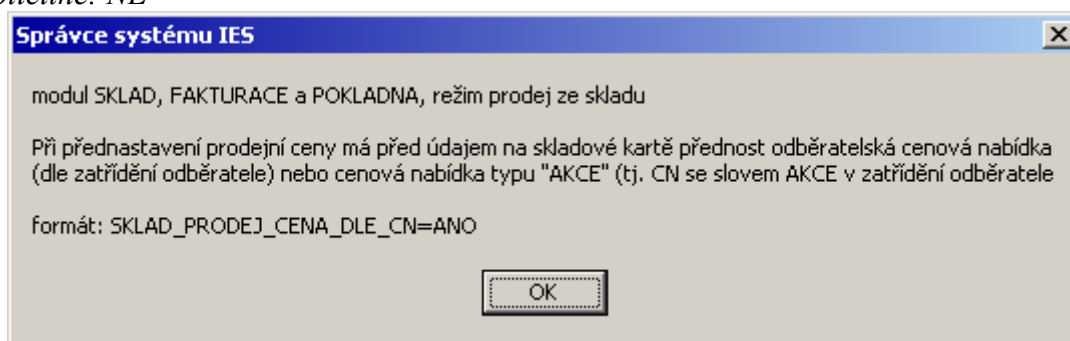 Správce systému IES
modul SKLAD, FAKTURACE a POKLADNA, režim prodej ze skladu
Při přednastavení prodejní ceny má před údajem na skladové kartě přednost odběratelská cenová nabídka
(dle zatřídění odběratele) nebo cenová nabídka typu "AKCE" (tj. CN se slovem AKCE v zatřídění odběratele
formát: SKLAD_PRODEJ_CENA_DLE_CN=ANO
OK